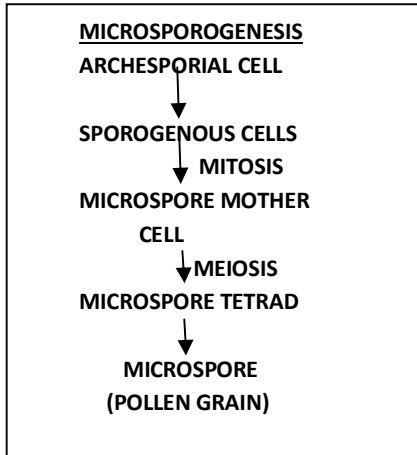 MICROSPOROGENESIS
ARCHESPORIAL CELL
SPOROGENOUS CELLS
MITOSIS
MICROSPORE MOTHER
CELL
MEIOSIS
MICROSPORE TETRAD
MICROSPORE
(POLLEN GRAIN)